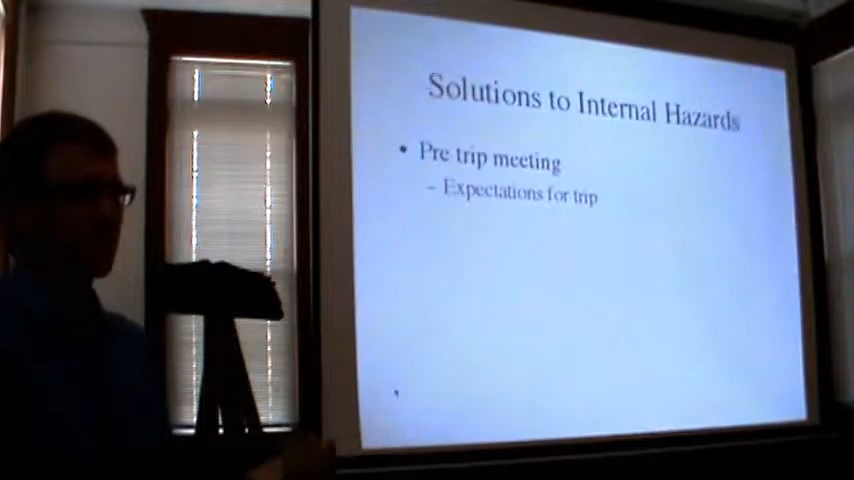 Solutions to Internal Hazards
• Pre trip meeting
– Expectations for trip